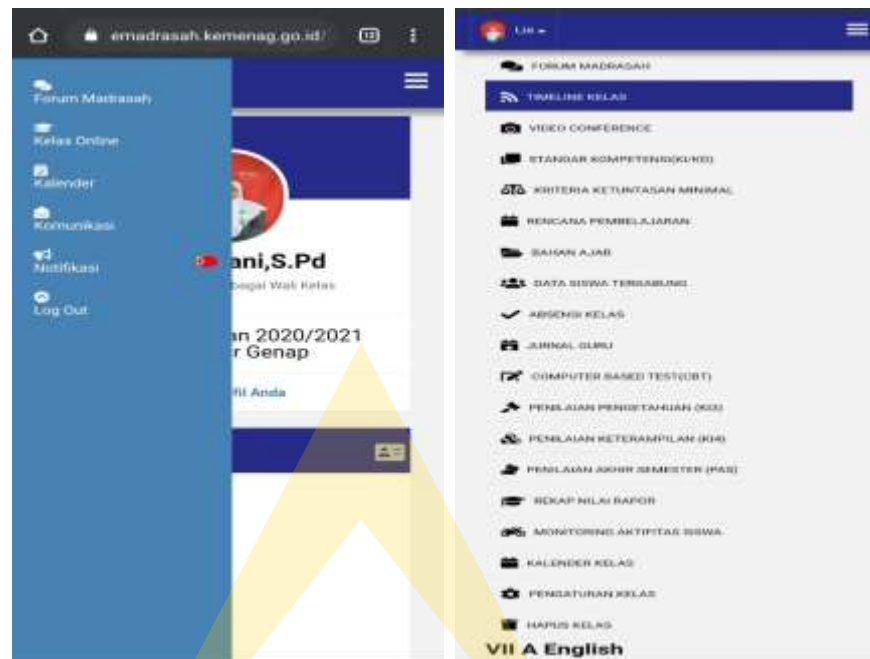 emadrasah.kemenag.go.id/
Forum Madrasah
Kelas Online
Kalender
Komunikasi
Notifikasi
Log Out
ani,S.Pd
bagai Wali Kelas
an 2020/2021
r Genap
fil Anda
FORUM MADRASAH
TIMELINE KELAS
VIDEO CONFERENCE
STANDAR KOMPETENSI(KI/KD)
KRITERIA KETUNTASAN MINIMAL
RENCANA PEMBELAJARAN
BAHAN AJAR
DATA SISWA TERGABUNG
ABSENSI KELAS
JURNAL GURU
COMPUTER BASED TEST(CBT)
PENILAIAN PENGETAHUAN (KI3)
PENILAIAN KETERAMPILAN (KI4)
PENILAIAN AKHIR SEMESTER (PAS)
REKAP NILAI RAPOR
MONITORING AKTIFITAS SISWA
KALENDER KELAS
PENGATURAN KELAS
HAPUS KELAS
VII A English